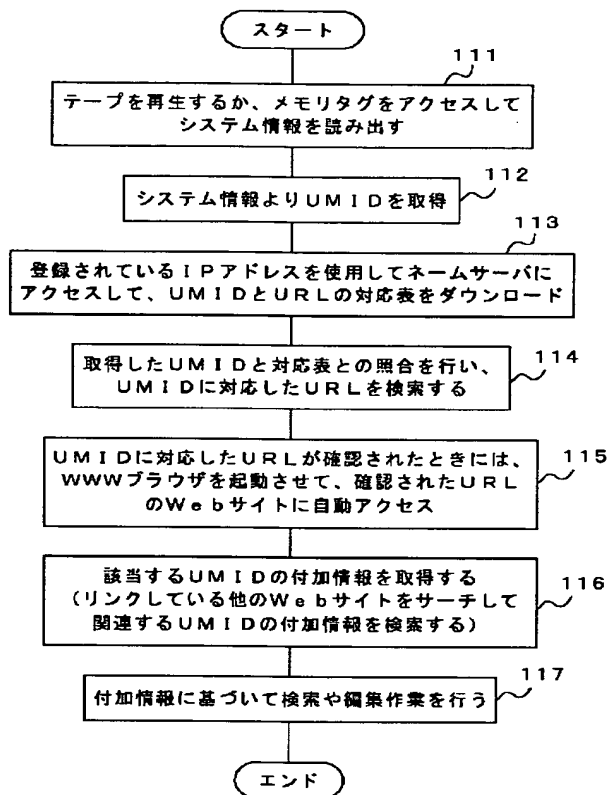 スタート
111
テープを再生するか、メモリタグをアクセスして
システム情報を読み出す
112
システム情報よりUMIDを取得
113
登録されているIPアドレスを使用してネームサーバに
アクセスして、UMIDとURLの対応表をダウンロード
114
取得したUMIDと対応表との照合を行い、
UMIDに対応したURLを検索する
115
UMIDに対応したURLが確認されたときには、
WWWブラウザを起動させて、確認されたURL
のWebサイトに自動アクセス
116
該当するUMIDの付加情報を取得する
(リンクしている他のWebサイトをサーチして
関連するUMIDの付加情報を検索する)
117
付加情報に基づいて検索や編集作業を行う
エンド